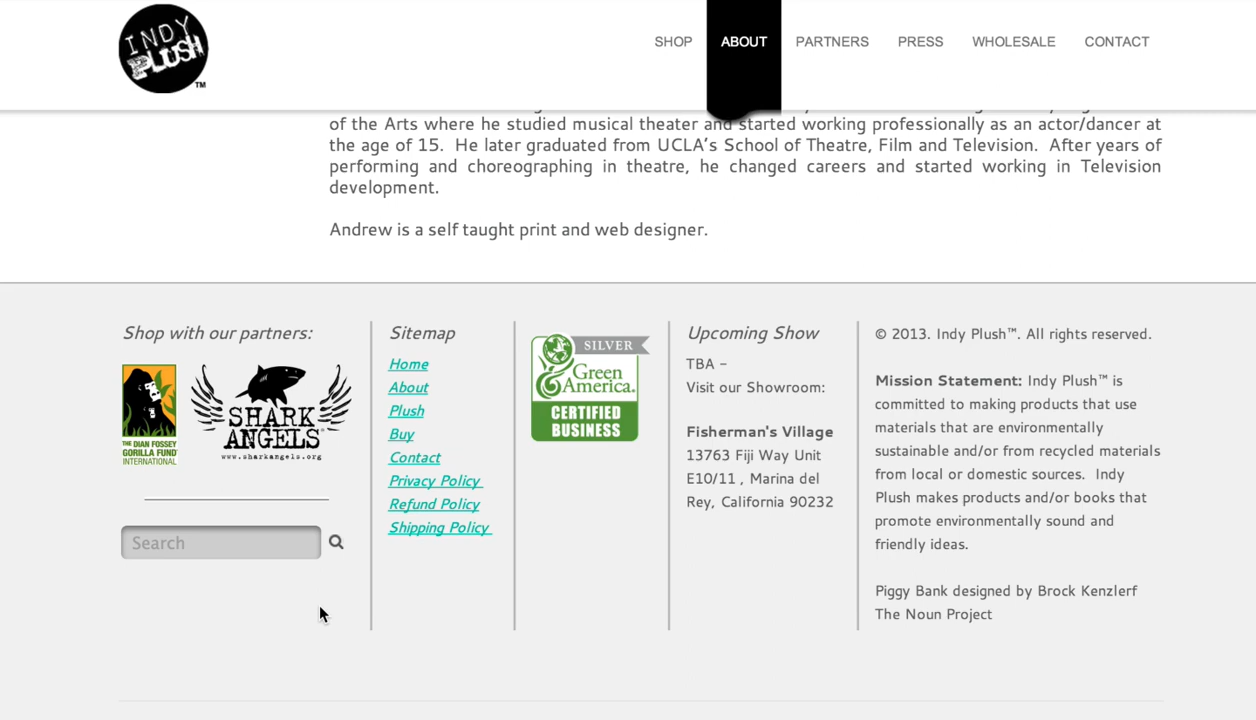 INDY
PLUSH
TM
SHOP
ABOUT
PARTNERS
PRESS
WHOLESALE
CONTACT
of the Arts where he studied musical theater and started working professionally as an actor/dancer at
the age of 15. He later graduated from UCLA's School of Theatre, Film and Television. After years of
performing and choreographing in theatre, he changed careers and started working in Television
development.
Andrew is a self taught print and web designer.
Shop with our partners:
THE DIAN FOSSEY
GORILLA FUND
INTERNATIONAL
SHARK
ANGELS
www.sharkangels.org
Search
Sitemap
Home
About
Plush
Buy
Contact
Privacy Policy
Refund Policy
Shipping Policy
SILVER
Green
America.
CERTIFIED
BUSINESS
Upcoming Show
TBA –
Visit our Showroom:
Fisherman's Village
13763 Fiji Way Unit
E10/11 , Marina del
Rey, California 90232
© 2013. Indy Plush™. All rights reserved.
Mission Statement: Indy Plush™ is
committed to making products that use
materials that are environmentally
sustainable and/or from recycled materials
from local or domestic sources. Indy
Plush makes products and/or books that
promote environmentally sound and
friendly ideas.
Piggy Bank designed by Brock Kenzlerf
The Noun Project